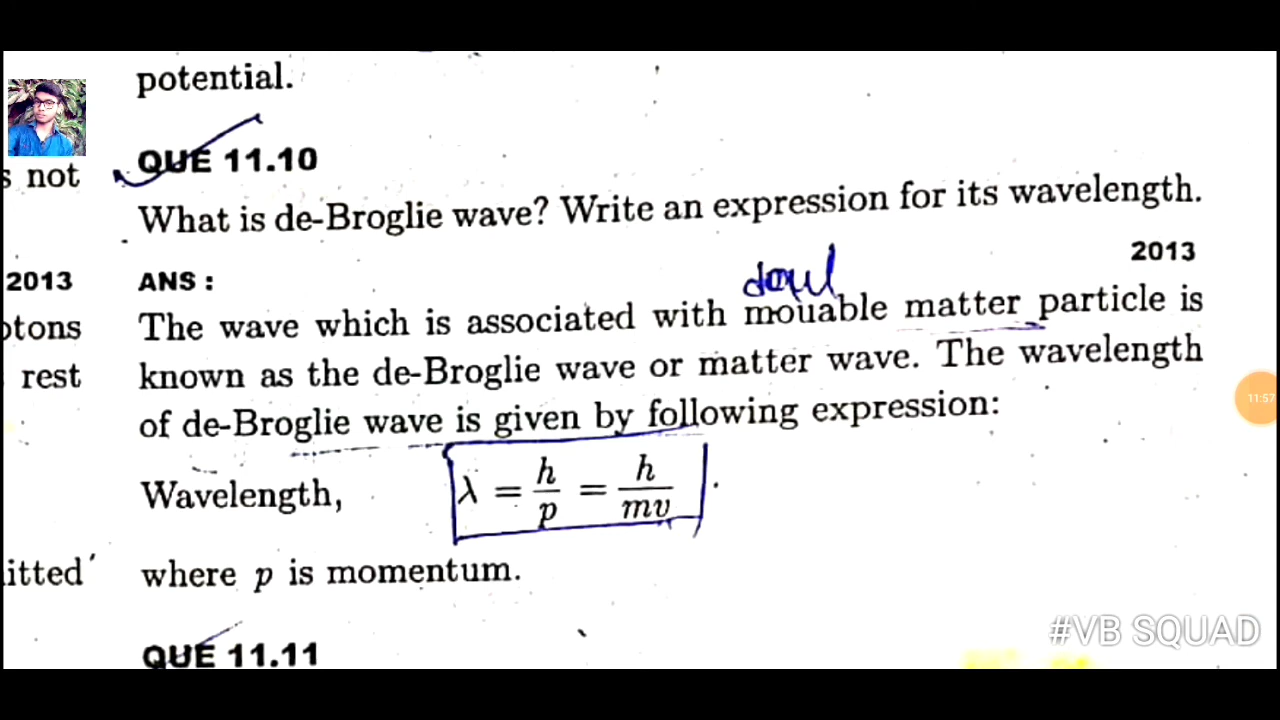 potential.
s not
QUE 11.10
What is de-Broglie wave? Write an expression for its wavelength.
2013
2013
ANS :
otons
The wave which is associated with mouable matter particle is
rest
known as the de-Broglie wave or matter wave. The wavelength
11:57
of de-Broglie wave is given by following expression:
Wavelength, λ = h/p = h/mv
itted
where p is momentum.
#VB SQUAD
QUE 11.11